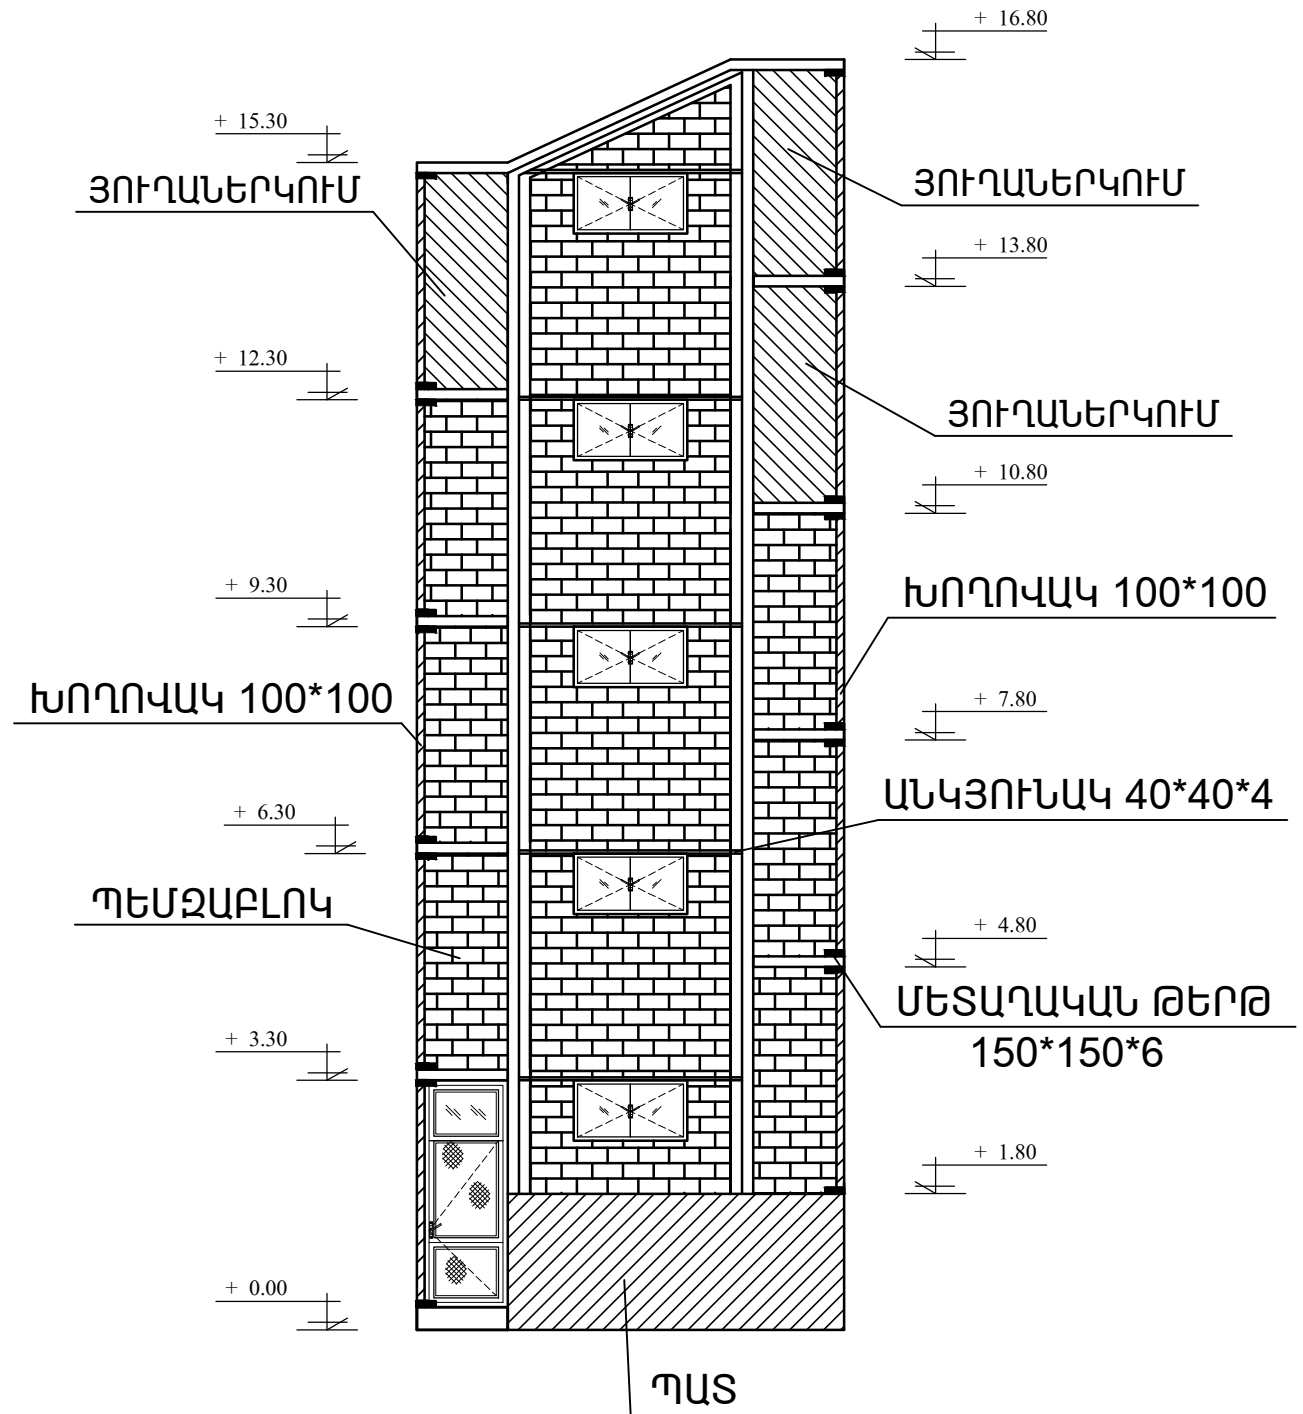 + 16.80
+ 15.30
ՅՈՒՂԱՆԵՐԿՈՒՄ
ՅՈՒՂԱՆԵՐԿՈՒՄ
+ 13.80
+ 12.30
ՅՈՒՂԱՆԵՐԿՈՒՄ
+ 10.80
+ 9.30
ԽՈՂՈՎԱԿ 100*100
ԽՈՂՈՎԱԿ 100*100
+ 7.80
ԱՆԿՅՈՒՆԱԿ 40*40*4
+ 6.30
ՊԵՄԶԱԲԼՈԿ
+ 4.80
ՄԵՏԱՂԱԿԱՆ ԹԵՐԹ
150*150*6
+ 3.30
+ 1.80
+ 0.00
ՊԱՏ